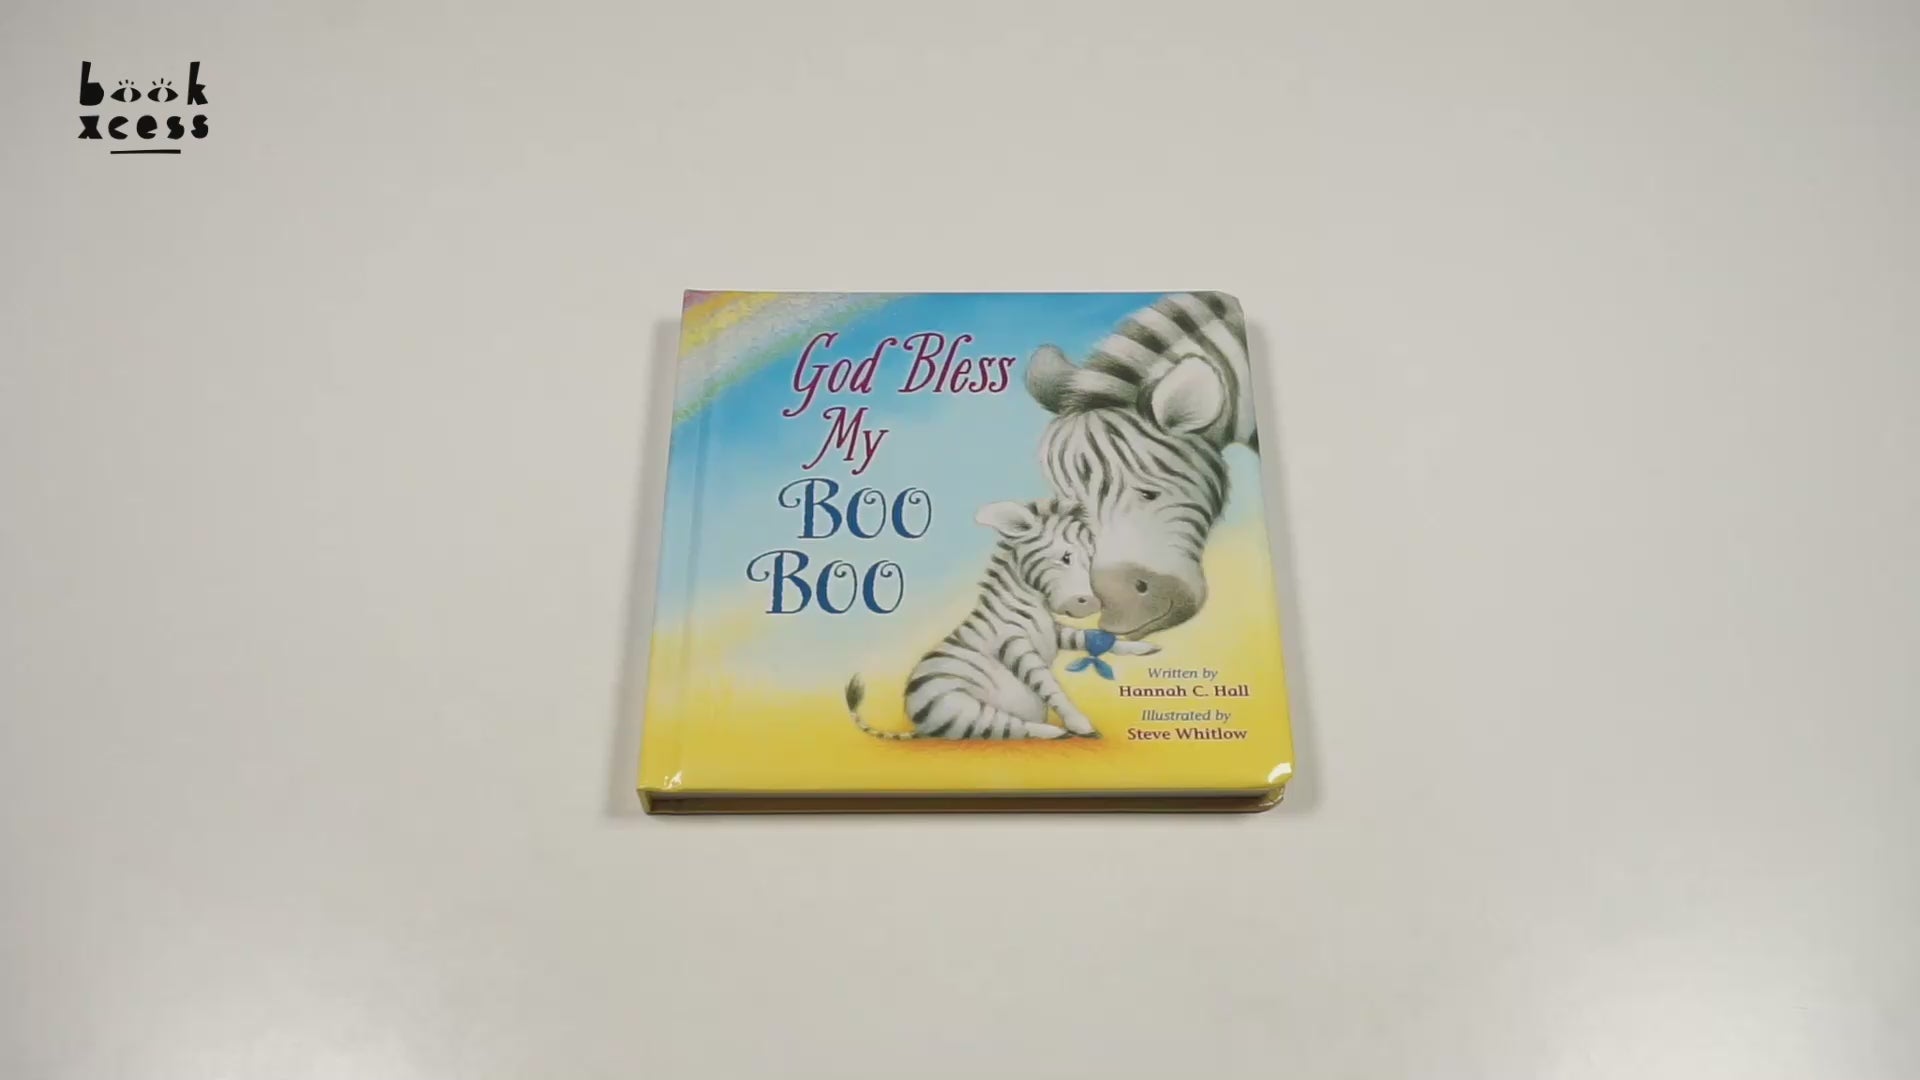 book
xcess
God Bless
My
Boo
Boo
Written by
Hannah C. Hall
Illustrated by
Steve Whitlow